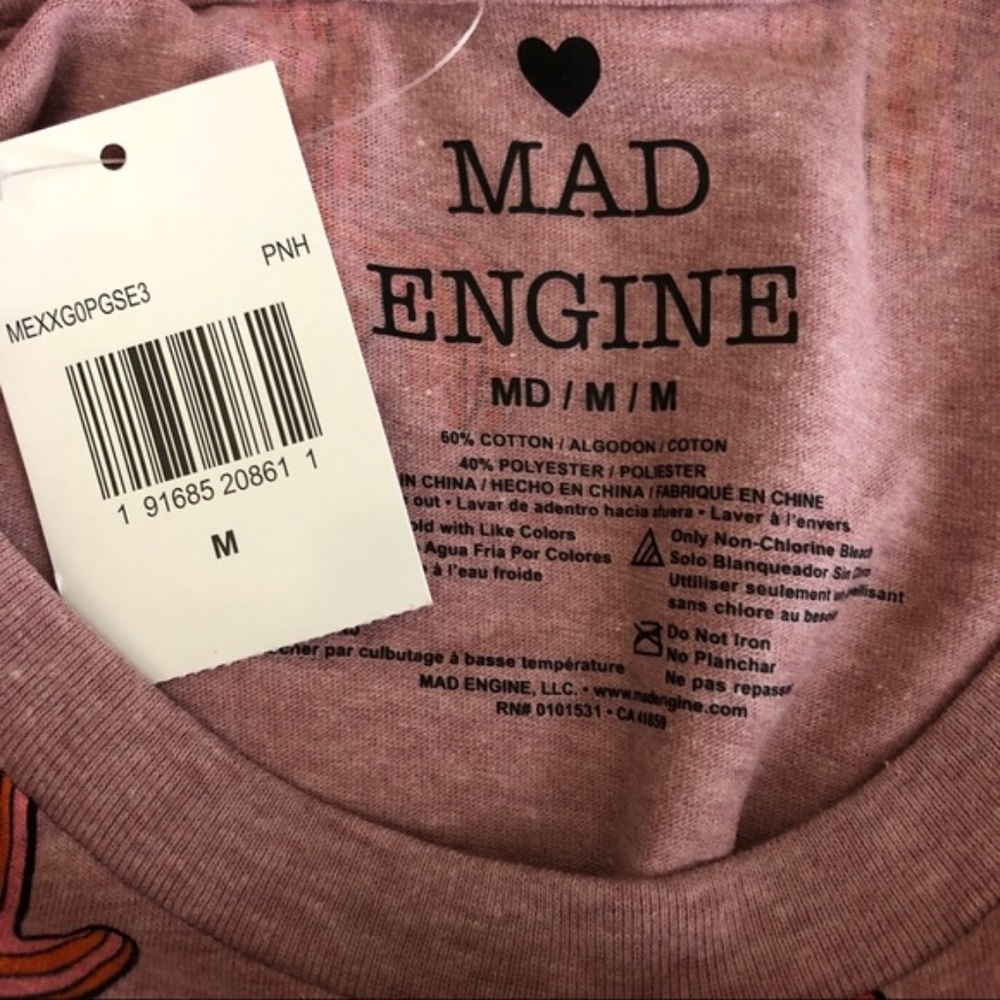 PNH
MEXXG0PGSE3
1 91685 20861 1
M
MAD
ENGINE
MD / M / M
60% COTTON / ALGODON / COTON
40% POLYESTER / POLIESTER
IN CHINA / HECHO EN CHINA / FABRIQUÉ EN CHINE
out • Lavar de adentro hacia afuera • Laver à l'envers
old with Like Colors
Agua Fria Por Colores
à l'eau froide
Only Non-Chlorine Bleach
Solo Blanqueador Sin
Uttiliser seulement
sans chlore au besoin
Do Not Iron
No Planchar
Ne pas repasser
par culbutage à basse température
MAD ENGINE, LLC. • www.madengine.com
RN# 0101531 • CA 41859